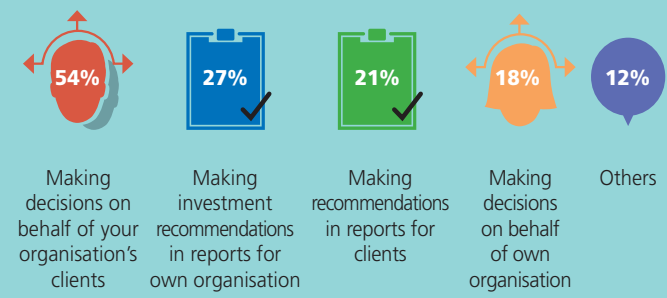 54%
27%
21%
18%
12%
Making
decisions on
behalf of your
organisation's
clients
Making
investment
recommendations
in reports for
own organisation
Making
recommendations
in reports for
clients
Making
decisions
on behalf
of own
organisation
Others